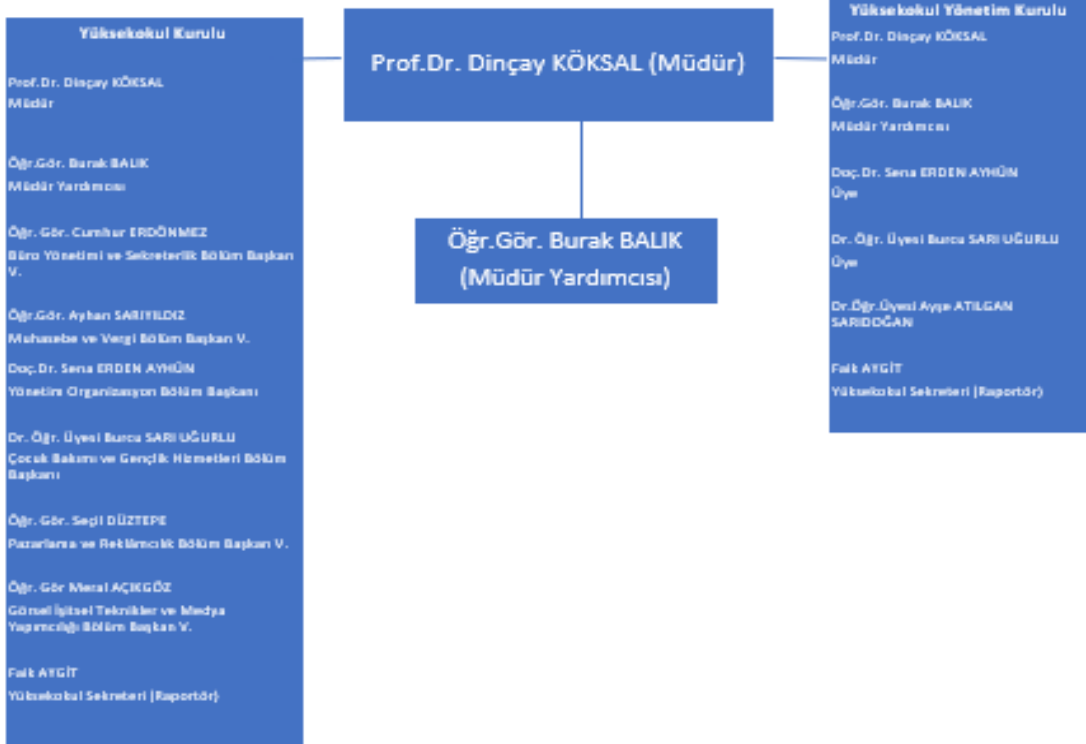 Yüksekokul Kurulu
Prof.Dr. Dinçay KÖKSAL
Müdür
Öğr.Gör. Burak BALIK
Müdür Yardımcısı
Öğr. Gör. Cumhur ERDÖNMEZ
Büro Yönetimi ve Sekreterlik Bölüm Başkan
V.
Öğr.Gör. Ayhan SARIYILDIZ
Muhasebe ve Vergi Bölüm Başkan V.
Doç.Dr. Sena ERDEN AYHÜN
Yönetim Organizasyon Bölüm Başkanı
Dr. Öğr. Üyesi Burcu SARI UĞURLU
Çocuk Bakımı ve Gençlik Hizmetleri Bölüm
Başkanı
Öğr. Gör. Seçil DÜZTEPE
Pazarlama ve Reklamcılık Bölüm Başkan V.
Öğr. Gör Meral AÇIKGÖZ
Görsel İşitsel Teknikler ve Medya
Yapımcılığı Bölüm Başkan V.
Faik AYGİT
Yüksekokul Sekreteri (Raportör)
Prof.Dr. Dinçay KÖKSAL (Müdür)
Öğr.Gör. Burak BALIK
(Müdür Yardımcısı)
Yüksekokul Yönetim Kurulu
Prof.Dr. Dinçay KÖKSAL
Müdür
Öğr.Gör. Burak BALIK
Müdür Yardımcısı
Doç.Dr. Sena ERDEN AYHÜN
Üye
Dr. Öğr. Üyesi Burcu SARI UĞURLU
Üye
Dr.Öğr.Üyesi Ayşe ATILGAN
SARIDOĞAN
Faik AYGİT
Yüksekokul Sekreteri (Raportör)